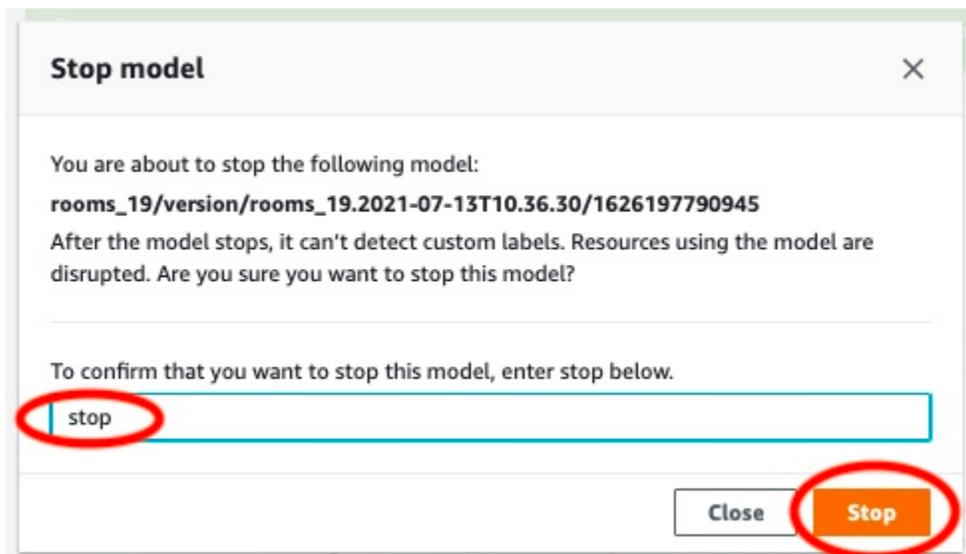 Stop model
You are about to stop the following model:
rooms_19/version/rooms_19.2021-07-13T10.36.30/1626197790945
After the model stops, it can't detect custom labels. Resources using the model are
disrupted. Are you sure you want to stop this model?
To confirm that you want to stop this model, enter stop below.
stop
Close Stop